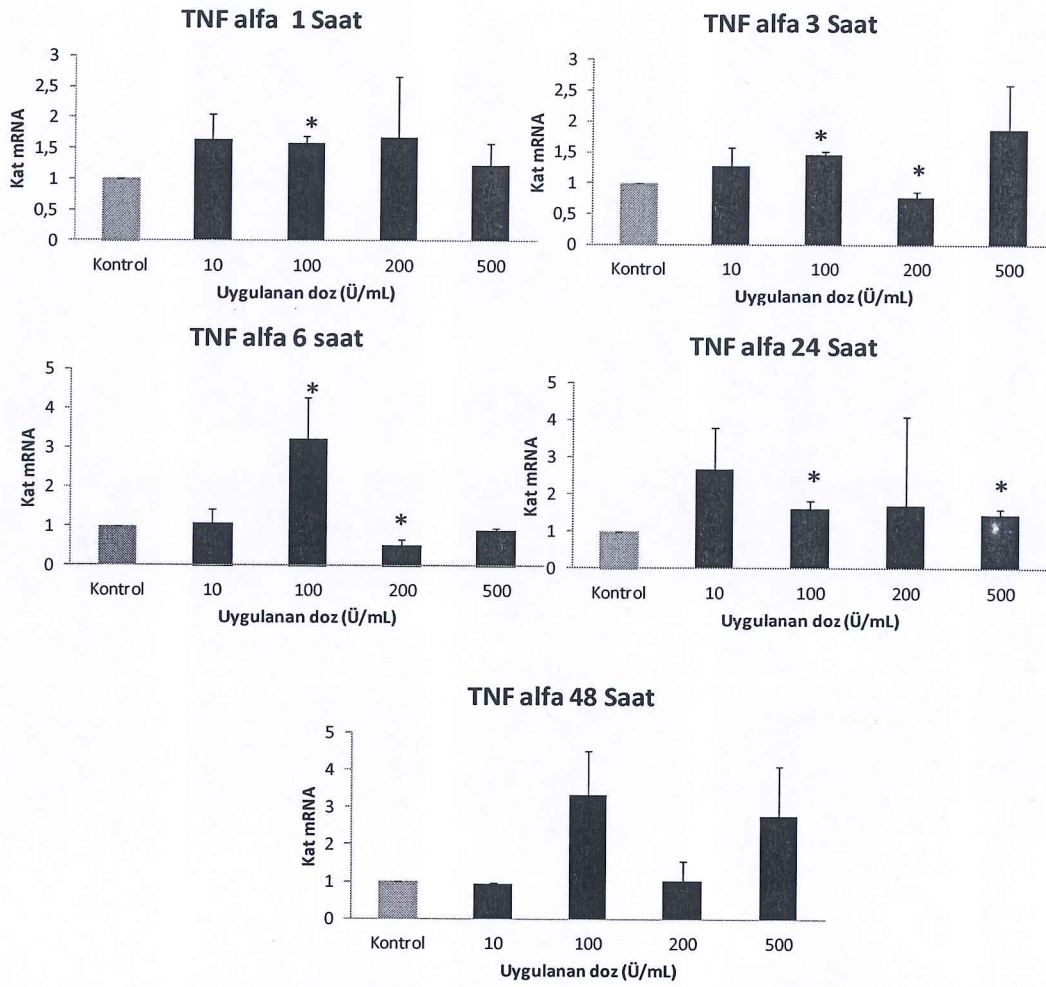 TNF alfa 1 Saat
Kat mRNA
3
2,5
2
1,5
1
0,5
0
*
Kontrol 10 100 200 500
Uygulanan doz (Ü/mL)
TNF alfa 3 Saat
Kat mRNA
3
2,5
2
1,5
1
0,5
0
*
*
Kontrol 10 100 200 500
Uygulanan doz (Ü/mL)
TNF alfa 6 saat
Kat mRNA
5
4
3
2
1
0
*
*
Kontrol 10 100 200 500
Uygulanan doz (Ü/mL)
TNF alfa 24 Saat
Kat mRNA
5
4
3
2
1
0
*
*
Kontrol 10 100 200 500
Uygulanan doz (Ü/mL)
TNF alfa 48 Saat
Kat mRNA
5
4
3
2
1
0
Kontrol 10 100 200 500
Uygulanan doz (Ü/mL)